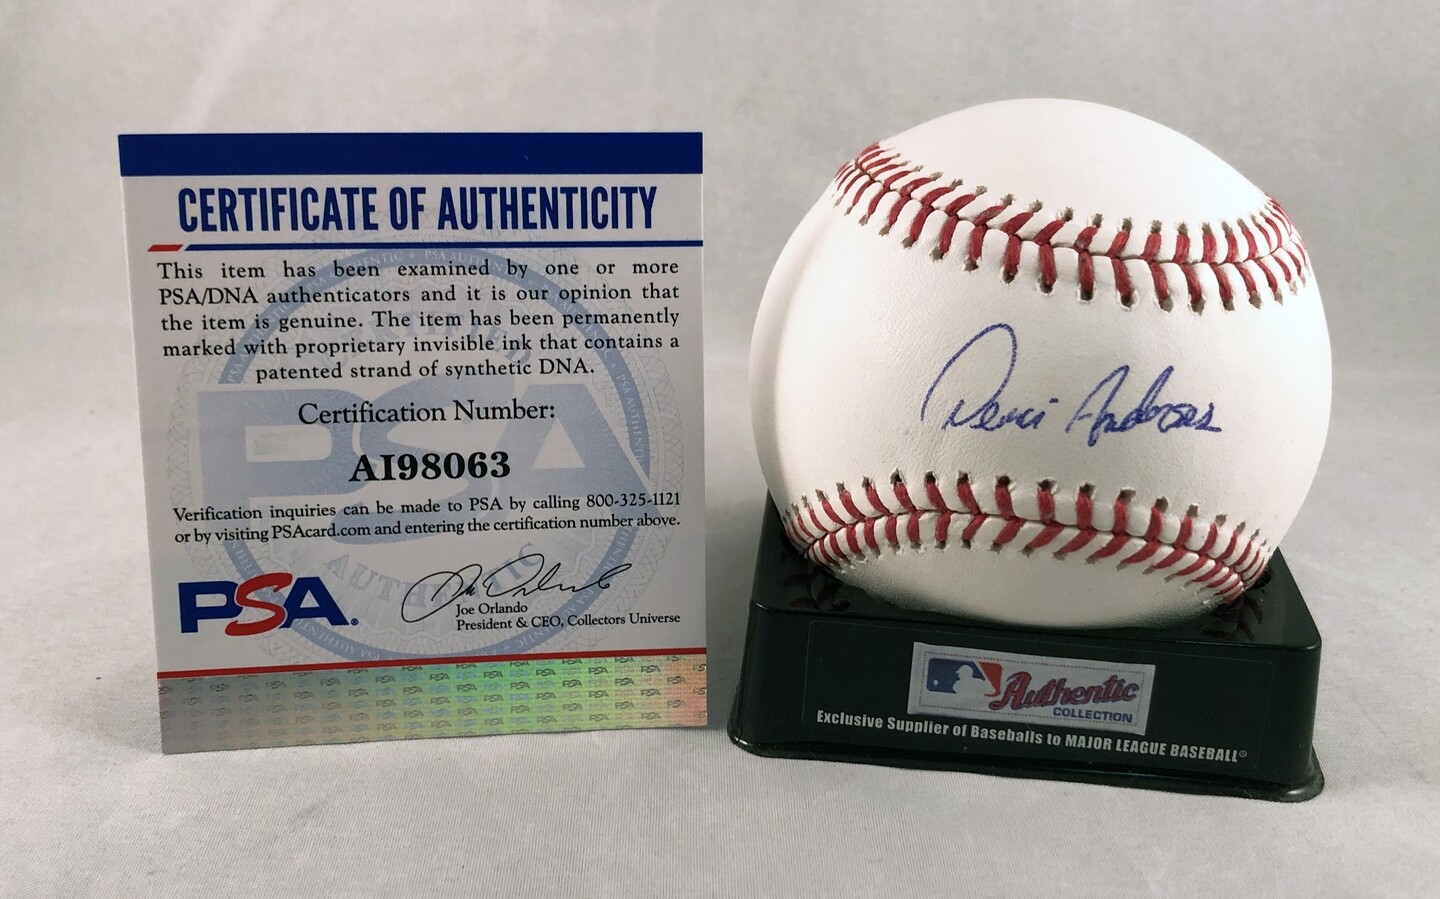 CERTIFICATE OF AUTHENTICITY
This item has been examined by one or more
PSA/DNA authenticators and it is our opinion that
the item is genuine. The item has been permanently
marked with proprietary invisible ink that contains a
patented strand of synthetic DNA.
Certification Number:
AI98063
Verification inquiries can be made to PSA by calling 800-325-1121
or by visiting PSAcard.com and entering the certification number above.
PSA®
Joe Orlando
President & CEO, Collectors Universe
Authentic
COLLECTION
Exclusive Supplier of Baseballs to MAJOR LEAGUE BASEBALL®